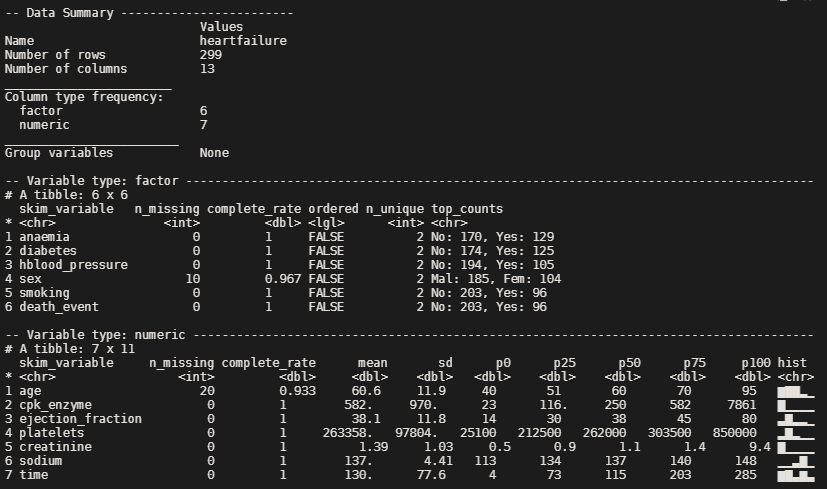 -- Data Summary ------------------------
                           Values
Name                       heartfailure
Number of rows             299
Number of columns          13
_______________________
Column type frequency:
  factor                   6
  numeric                  7
________________________
Group variables            None

-- Variable type: factor --------------------------------------------------------------------------------------
# A tibble: 6 x 6
  skim_variable   n_missing complete_rate ordered n_unique top_counts
* <chr>               <int>         <dbl> <lgl>      <int> <chr>
1 anaemia                 0         1     FALSE          2 No: 170, Yes: 129
2 diabetes                0         1     FALSE          2 No: 174, Yes: 125
3 hblood_pressure         0         1     FALSE          2 No: 194, Yes: 105
4 sex                    10         0.967 FALSE          2 Mal: 185, Fem: 104
5 smoking                 0         1     FALSE          2 No: 203, Yes: 96
6 death_event             0         1     FALSE          2 No: 203, Yes: 96

-- Variable type: numeric -------------------------------------------------------------------------------------
# A tibble: 7 x 11
  skim_variable     n_missing complete_rate      mean       sd      p0      p25      p50      p75     p100 hist
* <chr>                 <int>         <dbl>     <dbl>    <dbl>   <dbl>    <dbl>    <dbl>    <dbl>    <dbl> <chr>
1 age                      20         0.933     60.6     11.9     40       51       60       70       95
2 cpk_enzyme                0         1        582.     970.      23      116.     250      582     7861
3 ejection_fraction         0         1         38.1     11.8     14       30       38       45       80
4 platelets                 0         1     263358.   97804.   25100   212500   262000   303500   850000
5 creatinine                0         1          1.39     1.03     0.5      0.9      1.1      1.4      9.4
6 sodium                    0         1        137.       4.41   113      134      137      140      148
7 time                      0         1        130.      77.6      4       73      115      203      285